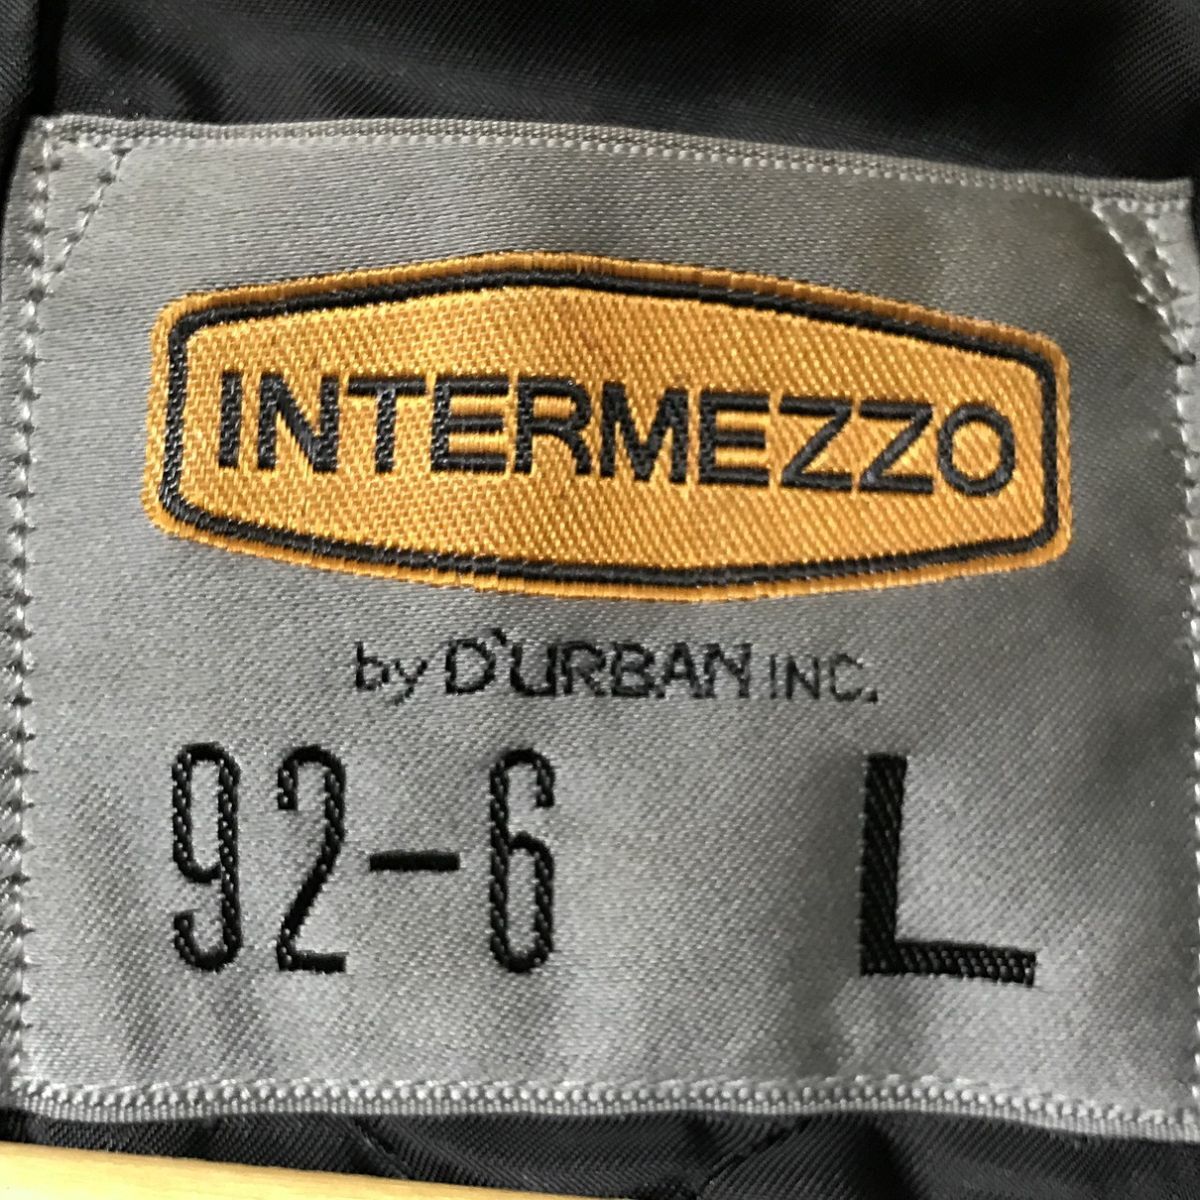 INTERMEZZO
by D'URBAN INC.
92-6 L